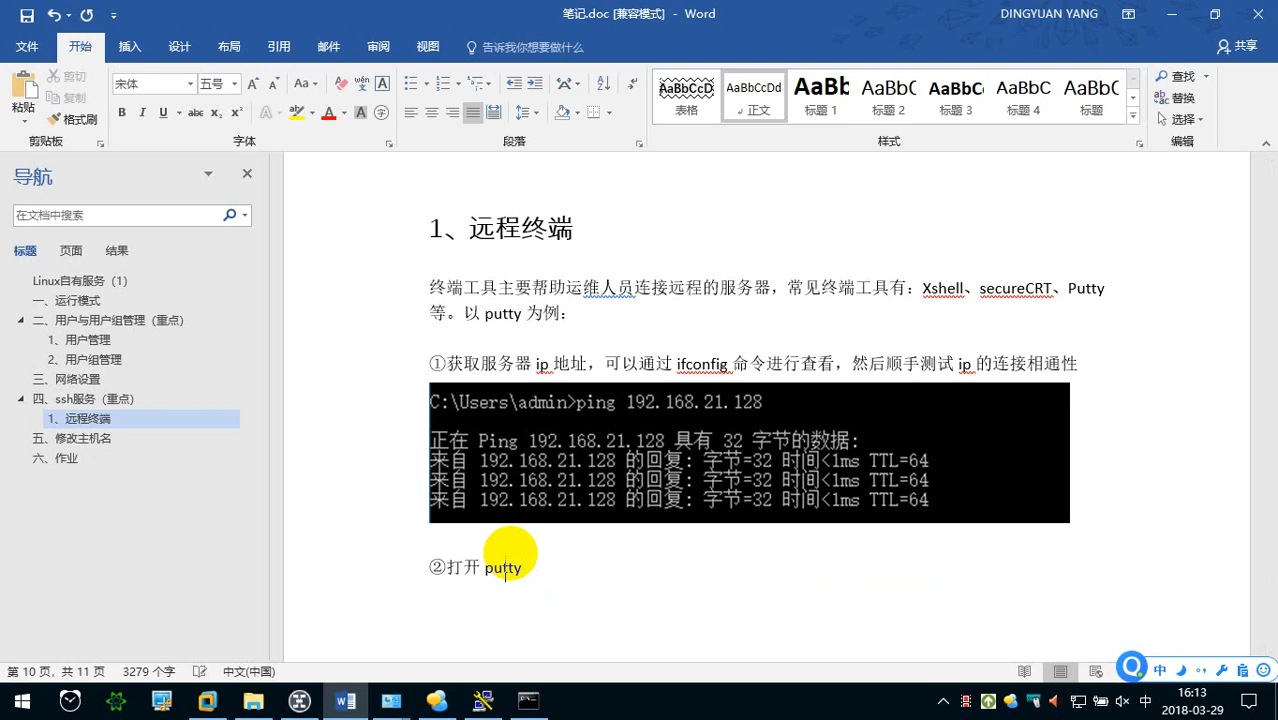 笔记.doc [兼容模式] - Word
DINGYUAN YANG
文件 开始 插入 设计 布局 引用 邮件 审阅 视图 告诉我你想要做什么 共享
粘贴 剪切 复制 格式刷
宋体 五号
AaBbCcD AaBbCcDd AaBb AaBbC AaBbC AaBbC AaBbC
表格 正文 标题 1 标题 2 标题 3 标题 4 标题
查找 替换 选择
剪贴板 字体 段落 样式 编辑
导航
在文档中搜索
标题 页面 结果
Linux自有服务（1）
一、运行模式
二、用户与用户组管理（重点）
1、用户管理
2、用户组管理
三、网络设置
四、ssh服务（重点）
1、远程终端
五、修改主机名
六、作业
1、远程终端
终端工具主要帮助运维人员连接远程的服务器，常见终端工具有：Xshell、secureCRT、Putty
等。以 putty 为例：
①获取服务器 ip 地址，可以通过 ifconfig 命令进行查看，然后顺手测试 ip 的连接相通性
C:\Users\admin>ping 192.168.21.128
正在 Ping 192.168.21.128 具有 32 字节的数据:
来自 192.168.21.128 的回复: 字节=32 时间<1ms TTL=64
来自 192.168.21.128 的回复: 字节=32 时间<1ms TTL=64
来自 192.168.21.128 的回复: 字节=32 时间<1ms TTL=64
②打开 putty
第 10 页，共 11 页 3279 个字 中文(中国)
中
中 16:13
2018-03-29